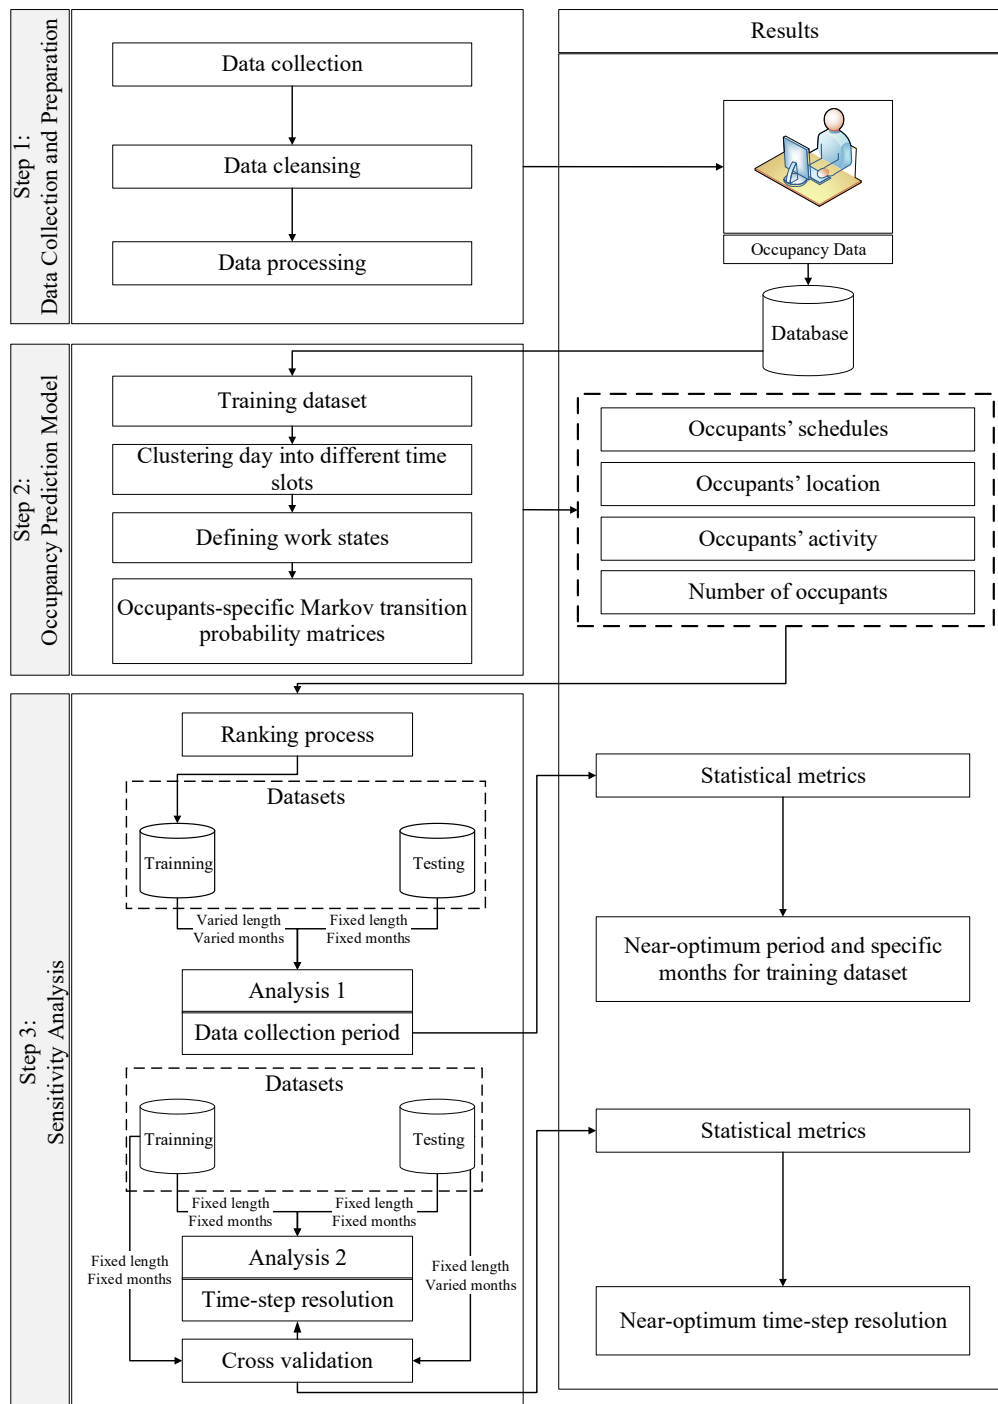 Step 1:
Data Collection and Preparation
Data collection
Data cleansing
Data processing
Results
Occupancy Data
Database
Step 2:
Occupancy Prediction Model
Training dataset
Clustering day into different time
slots
Defining work states
Occupants-specific Markov transition
probability matrices
Occupants’ schedules
Occupants’ location
Occupants’ activity
Number of occupants
Step 3:
Sensitivity Analysis
Ranking process
Datasets
Trainning
Testing
Varied length
Varied months
Fixed length
Fixed months
Analysis 1
Data collection period
Statistical metrics
Near-optimum period and specific
months for training dataset
Datasets
Trainning
Testing
Fixed length
Fixed months
Fixed length
Fixed months
Fixed length
Fixed months
Fixed length
Varied months
Analysis 2
Time-step resolution
Cross validation
Statistical metrics
Near-optimum time-step resolution